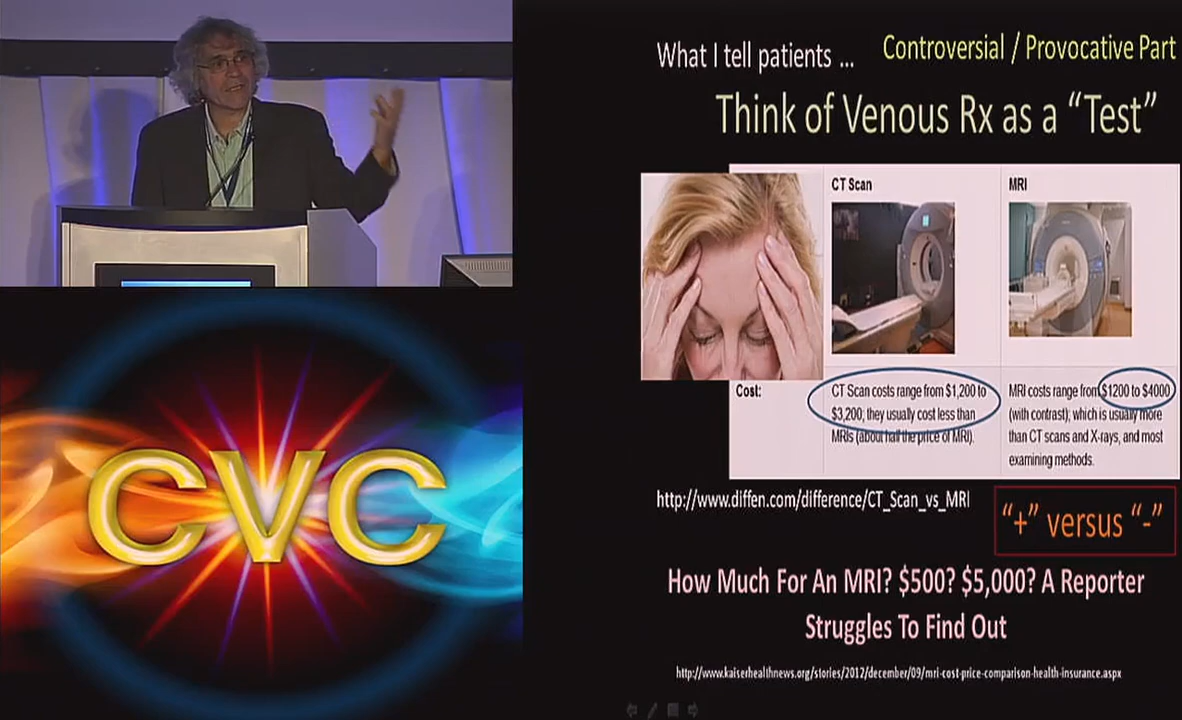 What I tell patients ...
Controversial / Provocative Part
Think of Venous Rx as a “Test”
CT Scan
MRI
Cost:
CT Scan costs range from $1,200 to
$3,200; they usually cost less than
MRIs (about half the price of MRI).
MRI costs range from $1200 to $4000
(with contrast); which is usually more
than CT scans and X-rays, and most
examining methods.
http://www.diffen.com/difference/CT_Scan_vs_MRI
“+” versus “-”
How Much For An MRI? $500? $5,000? A Reporter
Struggles To Find Out
http://www.kaiserhealthnews.org/stories/2012/december/09/mri-cost-price-comparison-health-insurance.aspx
CVC